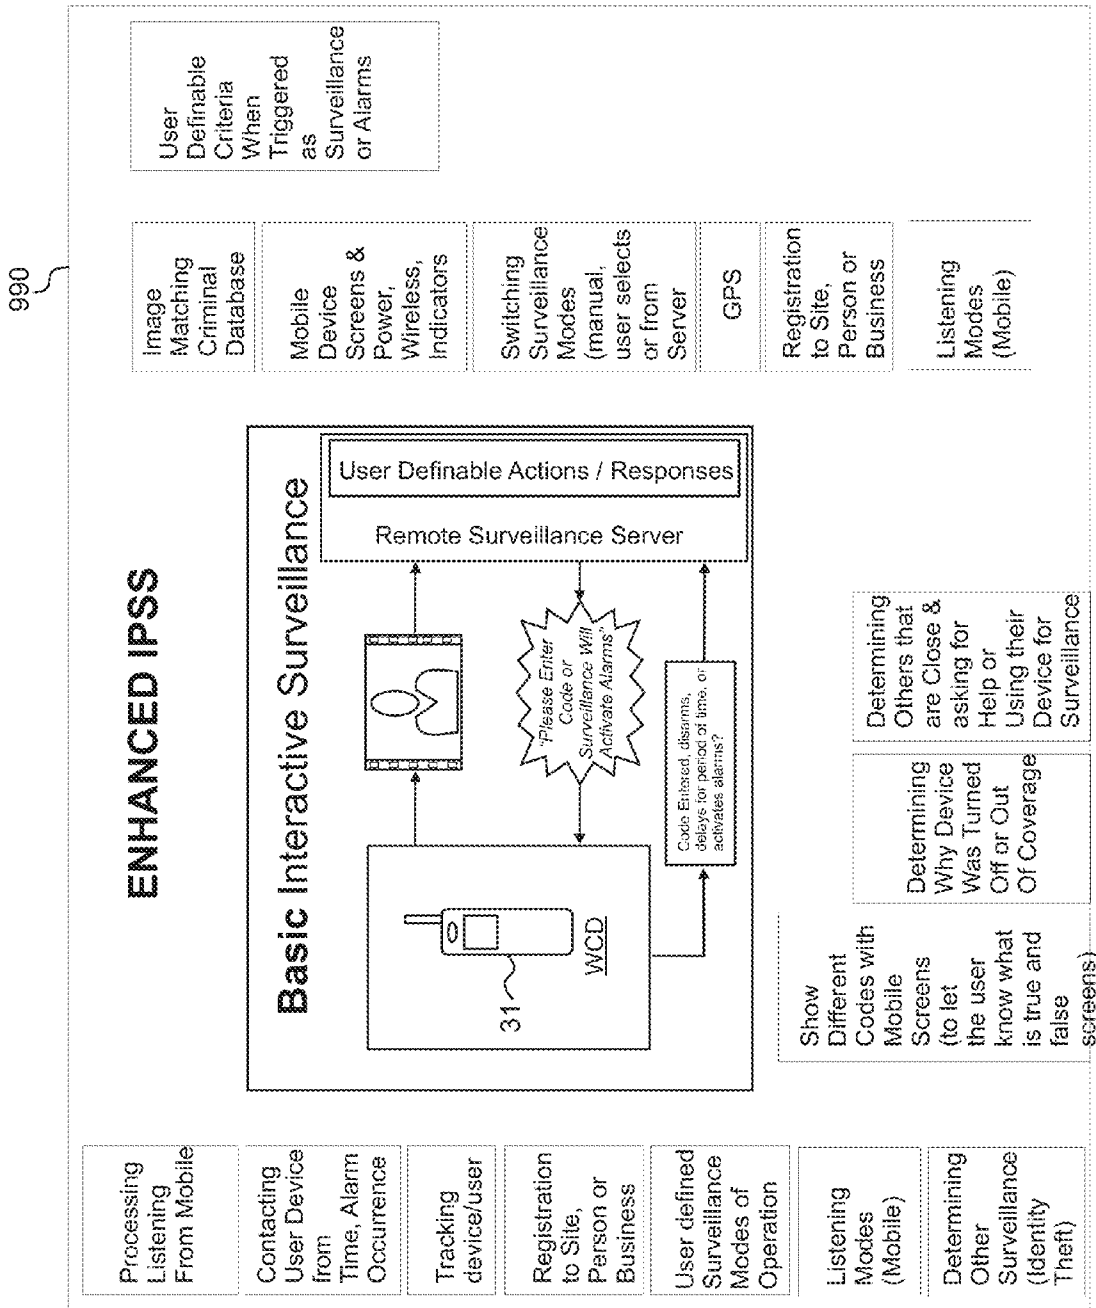 990
ENHANCED IPSS
Processing
Listening
From Mobile
Contacting
User Device
from
Time, Alarm
Occurrence
Tracking
device/user
Registration
to Site,
Person or
Business
User defined
Surveillance
Modes of
Operation
Listening
Modes
(Mobile)
Determining
Other
Surveillance
(Identity
Theft)
Basic Interactive Surveillance
31
WCD
"Please Enter
Code or
Surveillance Will
Activate Alarms"
Code Entered, disarms,
delays for period of time, or
activates alarms?
User Definable Actions / Responses
Remote Surveillance Server
Show
Different
Codes with
Mobile
Screens
(to let
the user
know what
is true and
false
screens)
Determining
Why Device
Was Turned
Off or Out
Of Coverage
Determining
Others that
are Close &
asking for
Help or
Using their
Device for
Surveillance
Image
Matching
Criminal
Database
Mobile
Device
Screens &
Power,
Wireless,
Indicators
Switching
Surveillance
Modes
(manual,
user selects
or from
Server
GPS
Registration
to Site,
Person or
Business
Listening
Modes
(Mobile)
User
Definable
Criteria
When
Triggered
as
Surveillance
or Alarms